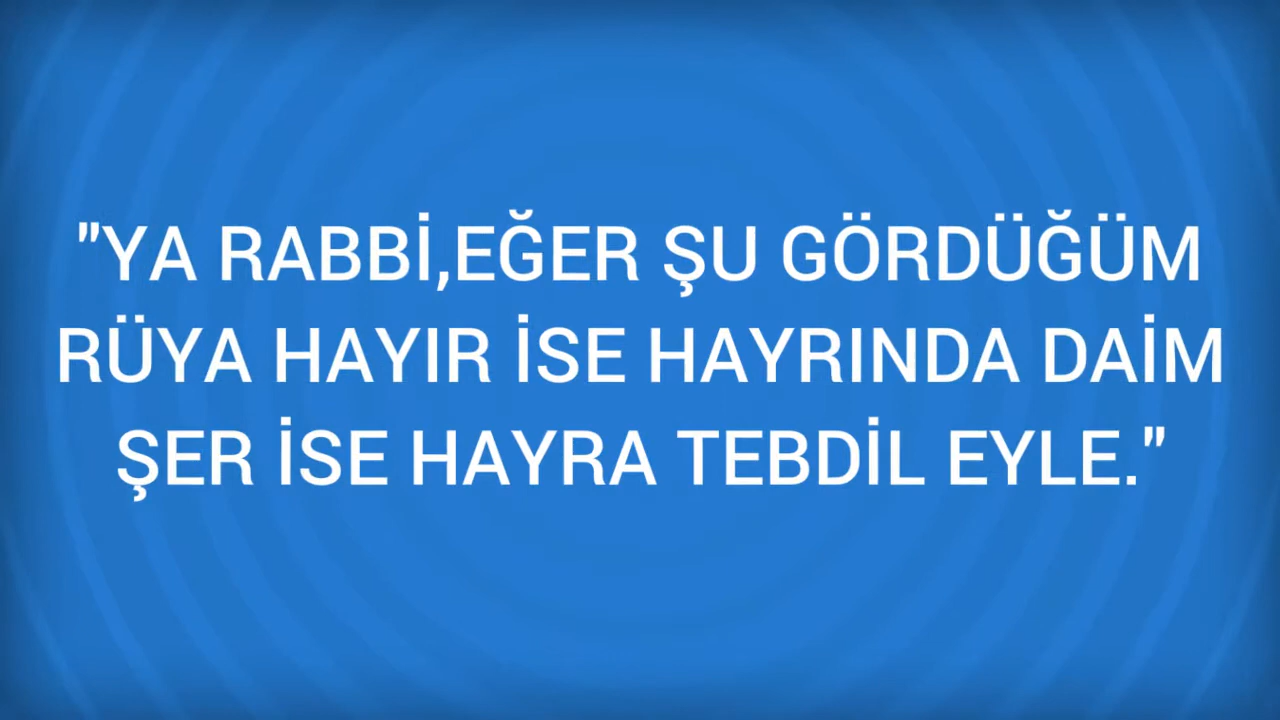 "YA RABBİ,EĞER ŞU GÖRDÜĞÜM
RÜYA HAYIR İSE HAYRINDA DAİM
ŞER İSE HAYRA TEBDİL EYLE."